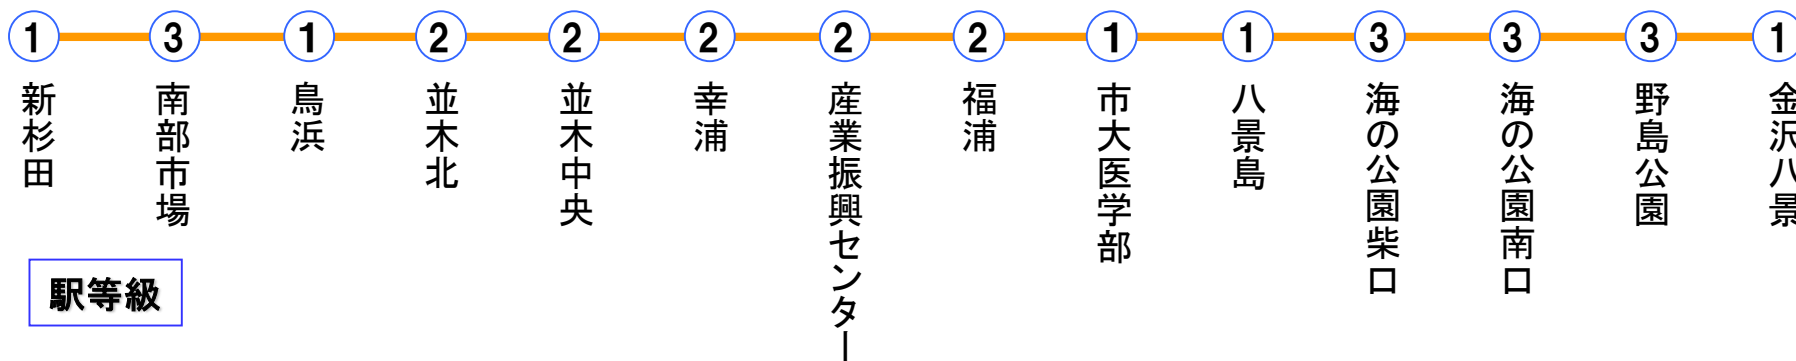 1 3 1 2 2 2 2 2 1 1 3 3 3 1
新杉田
南部市場
鳥浜
並木北
並木中央
幸浦
産業振興センター
福浦
市大医学部
八景島
海の公園柴口
海の公園南口
野島公園
金沢八景
駅等級